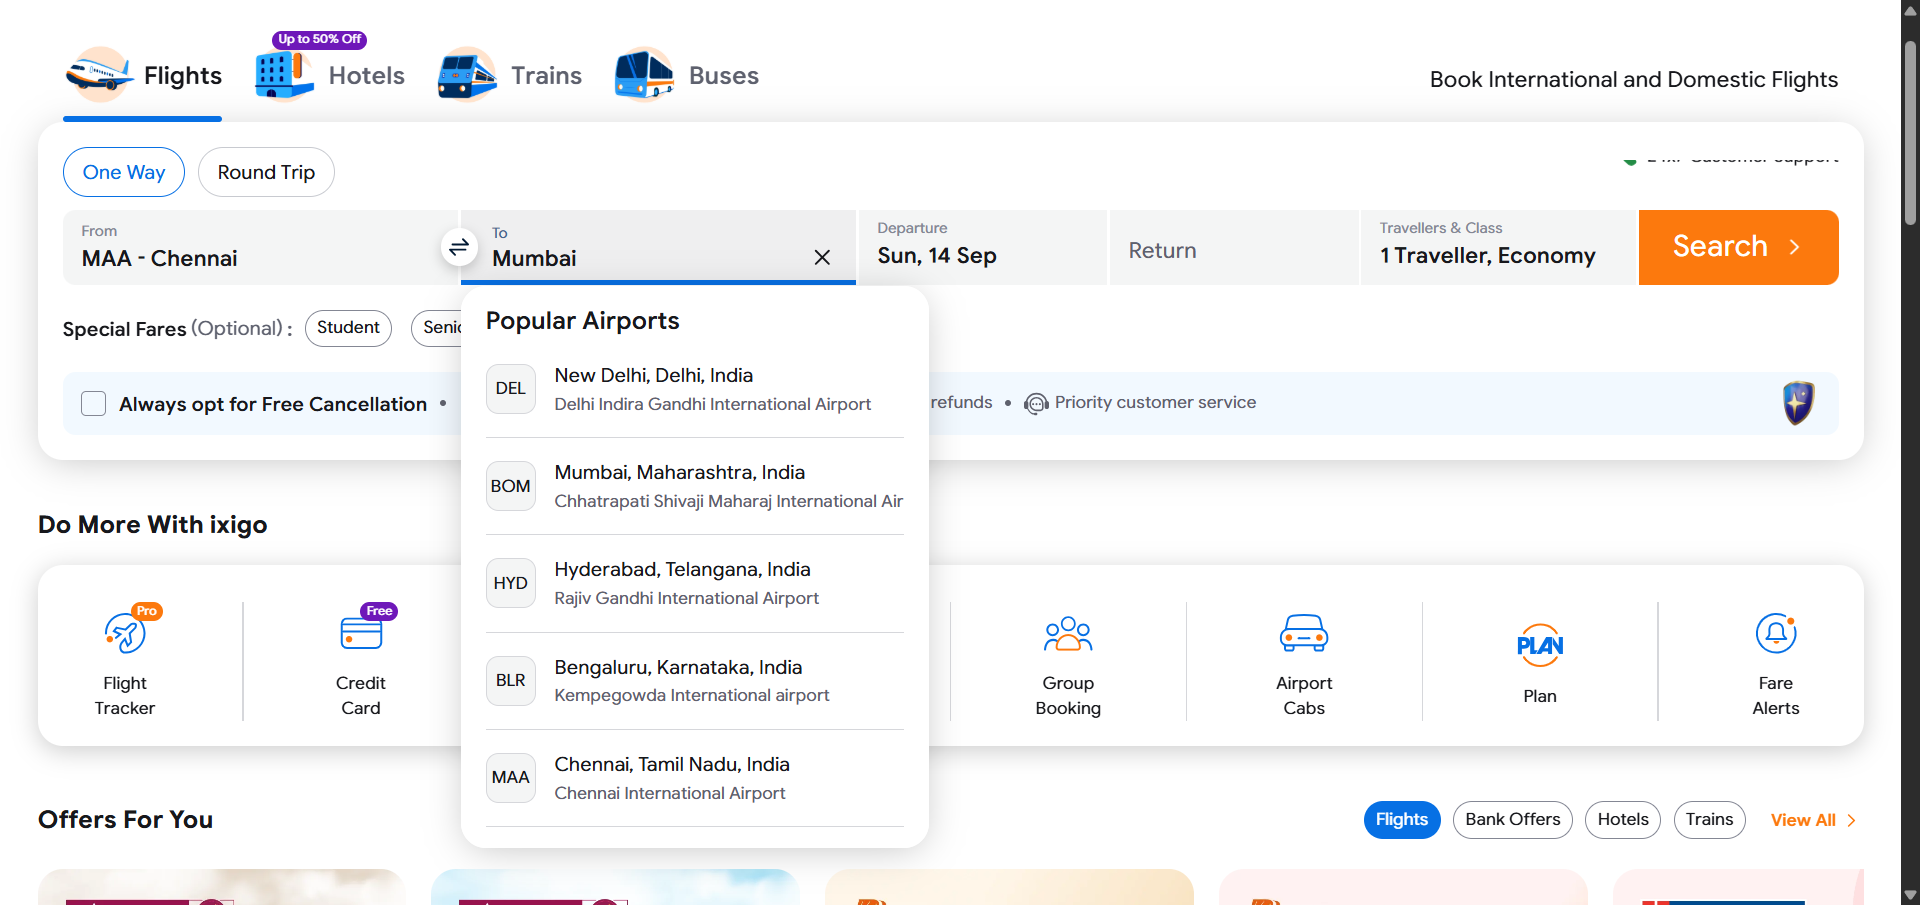 Up to 50% Off
Flights
Hotels
Trains
Buses
Book International and Domestic Flights
One Way
Round Trip
From
MAA - Chennai
To
Mumbai
Departure
Sun, 14 Sep
Return
Travellers & Class
1 Traveller, Economy
Search
Special Fares (Optional) :
Student
Popular Airports
DEL
New Delhi, Delhi, India
Delhi Indira Gandhi International Airport
Always opt for Free Cancellation •
refunds • Priority customer service
BOM
Mumbai, Maharashtra, India
Chhatrapati Shivaji Maharaj International Air
HYD
Hyderabad, Telangana, India
Rajiv Gandhi International Airport
BLR
Bengaluru, Karnataka, India
Kempegowda International airport
MAA
Chennai, Tamil Nadu, India
Chennai International Airport
Do More With ixigo
Pro
Flight
Tracker
Free
Credit
Card
Group
Booking
Airport
Cabs
PLAN
Plan
Fare
Alerts
Offers For You
Flights
Bank Offers
Hotels
Trains
View All